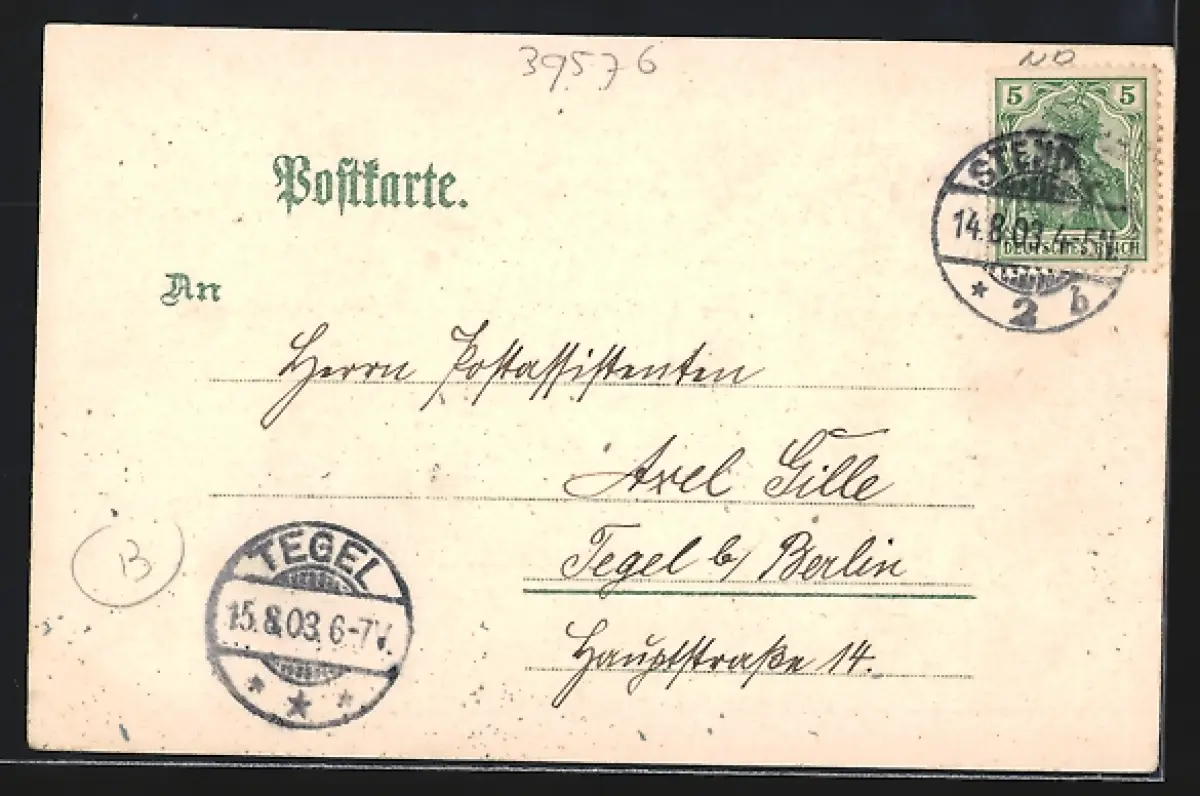 39576
5 5
DEUTSCHES REICH
14.8.03. 4-5N.
* 2 b
Postkarte.
An
Herrn Postassistenten
Axel Gille
Tegel b/ Berlin
Hauptstraße 14.
B
TEGEL
15.8.03. 6-7V.
* * *